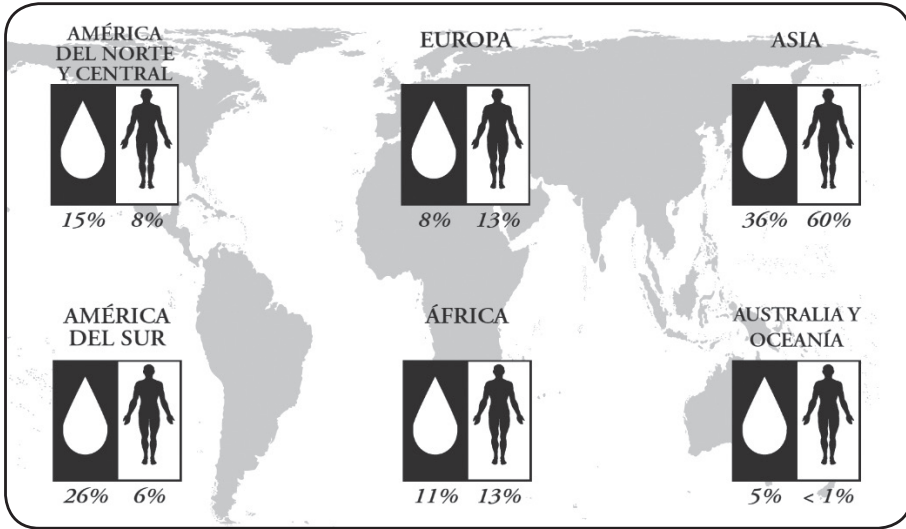 AMÉRICA
DEL NORTE
Y CENTRAL
15% 8%
EUROPA
8% 13%
ASIA
36% 60%
AMÉRICA
DEL SUR
26% 6%
ÁFRICA
11% 13%
AUSTRALIA Y
OCEANÍA
5% < 1%